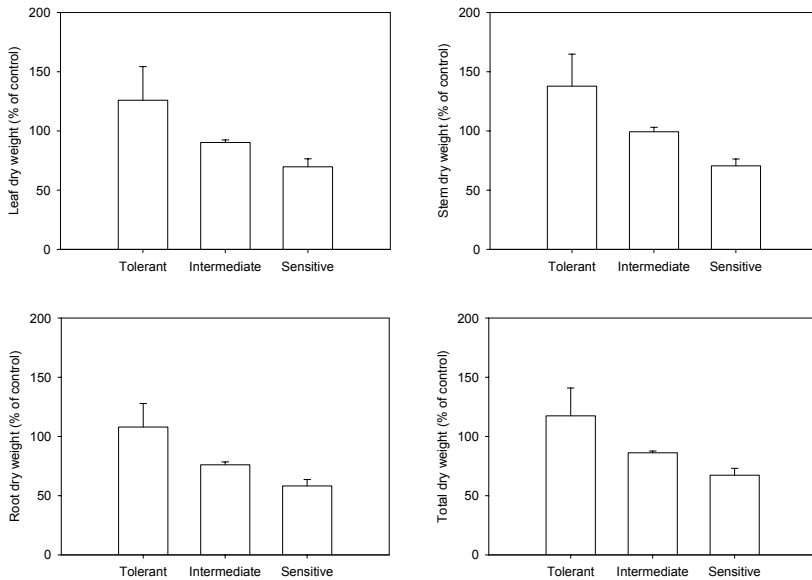 Leaf dry weight (% of control)
200
150
100
50
0
Tolerant Intermediate Sensitive
Stem dry weight (% of control)
200
150
100
50
0
Tolerant Intermediate Sensitive
Root dry weight (% of control)
200
150
100
50
0
Tolerant Intermediate Sensitive
Total dry weight (% of control)
200
150
100
50
0
Tolerant Intermediate Sensitive